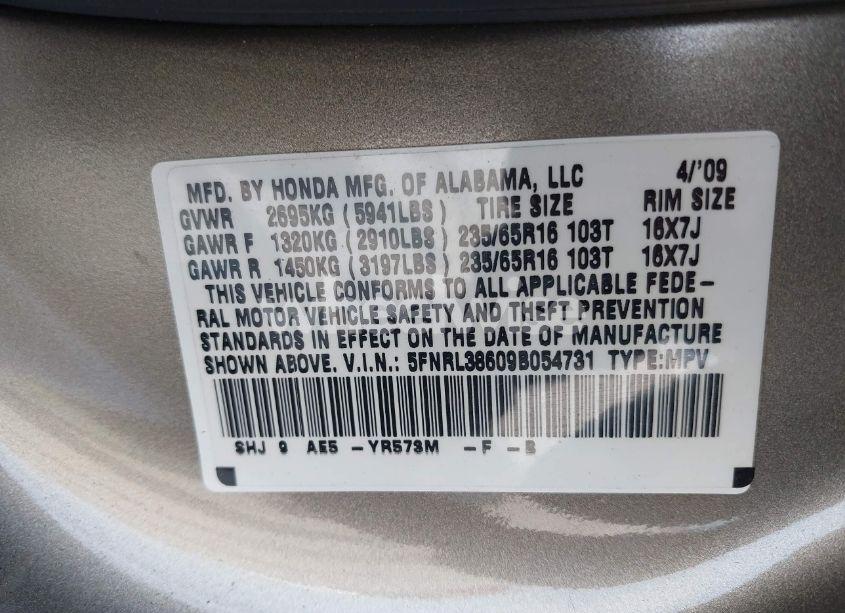 MFD. BY HONDA MFG. OF ALABAMA, LLC 4/'09
GVWR 2695KG (5941LBS) TIRE SIZE RIM SIZE
GAWR F 1320KG (2910LBS) 235/65R16 103T 16X7J
GAWR R 1450KG (3197LBS) 235/65R16 103T 16X7J
THIS VEHICLE CONFORMS TO ALL APPLICABLE FEDE-
RAL MOTOR VEHICLE SAFETY AND THEFT PREVENTION
STANDARDS IN EFFECT ON THE DATE OF MANUFACTURE
SHOWN ABOVE. V.I.N.: 5FNRL38609B054731 TYPE:MPV
SHJ 9 AE5 -YR573M -F -B